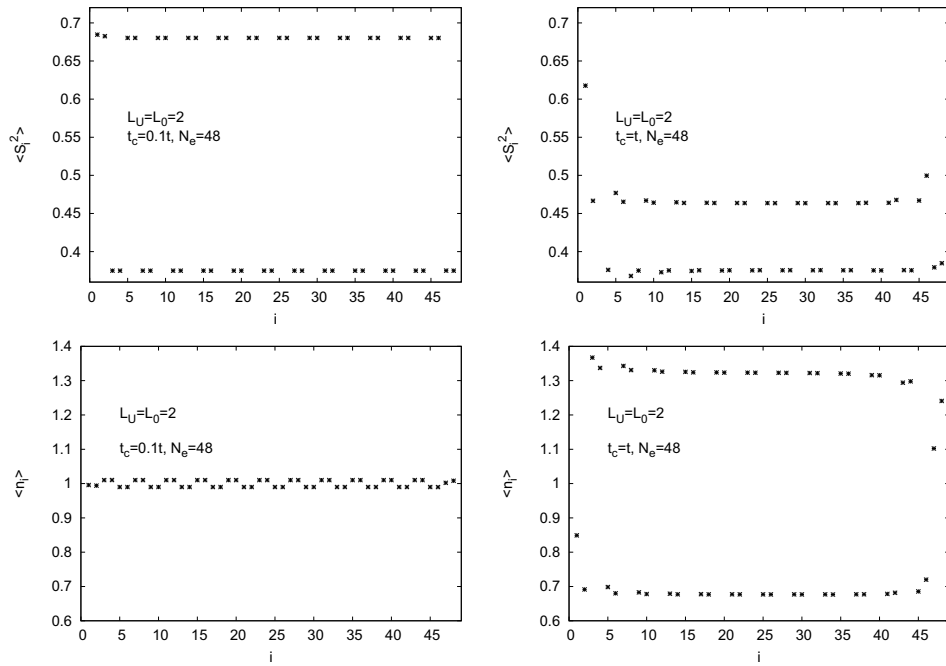 <S_i^2>
0.7
0.65
0.6
0.55
0.5
0.45
0.4
L_U=L_0=2
t_c=0.1t, N_e=48
0 5 10 15 20 25 30 35 40 45
i
<S_i^2>
0.7
0.65
0.6
0.55
0.5
0.45
0.4
L_U=L_0=2
t_c=t, N_e=48
0 5 10 15 20 25 30 35 40 45
i
<n_i>
1.4
1.3
1.2
1.1
1
0.9
0.8
0.7
0.6
L_U=L_0=2
t_c=0.1t, N_e=48
0 5 10 15 20 25 30 35 40 45
i
<n_i>
1.4
1.3
1.2
1.1
1
0.9
0.8
0.7
0.6
L_U=L_0=2
t_c=t, N_e=48
0 5 10 15 20 25 30 35 40 45
i